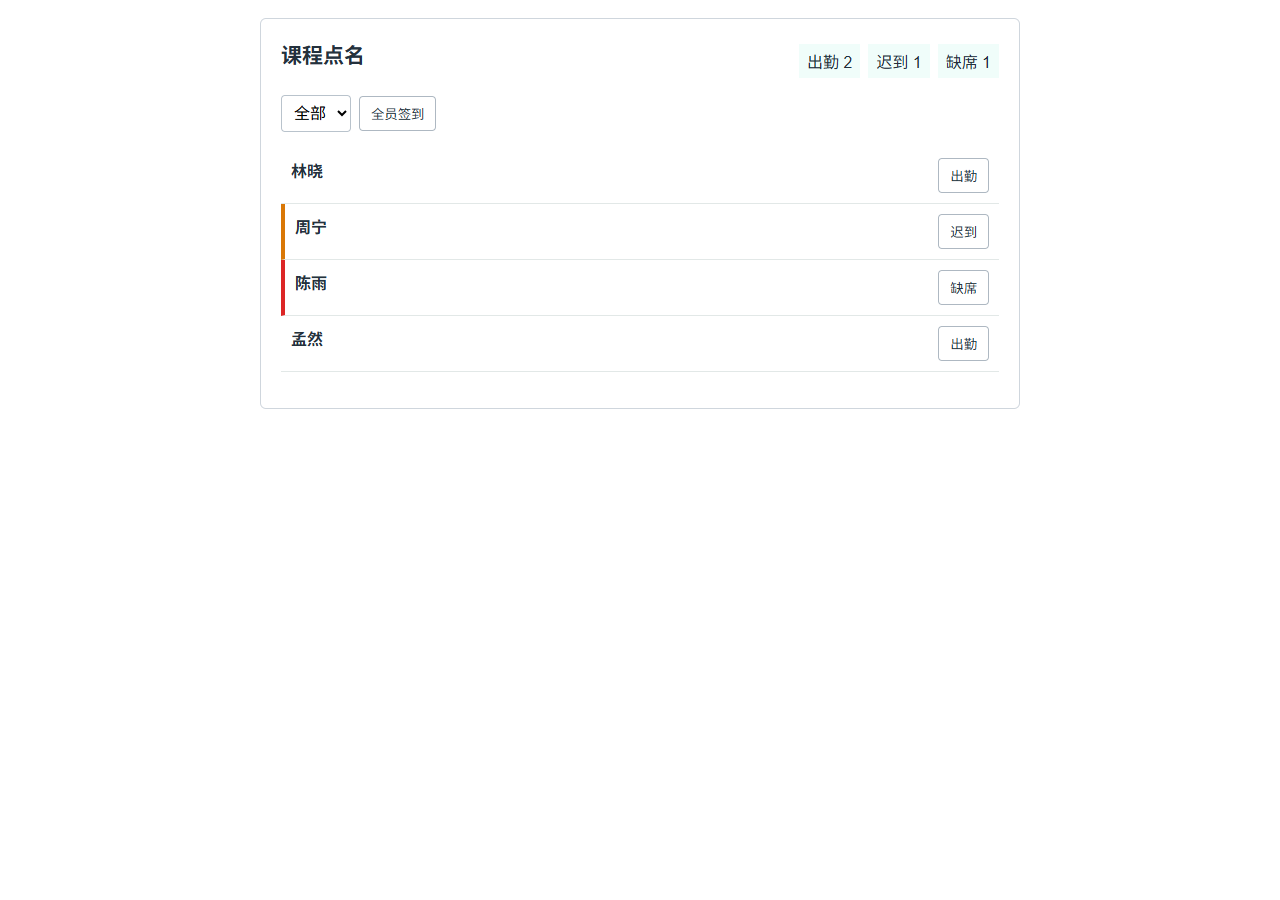 课程点名
出勤 2 迟到 1 缺席 1
全部 全员签到
林晓 出勤
周宁 迟到
陈雨 缺席
孟然 出勤